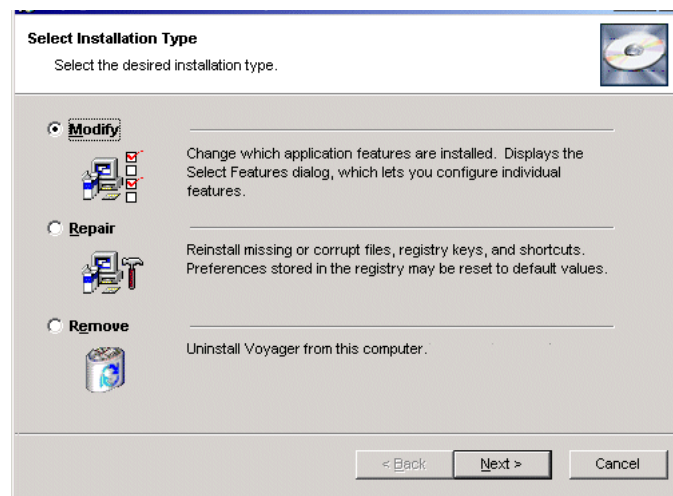 Select Installation Type
Select the desired installation type.
Modify
Change which application features are installed. Displays the
Select Features dialog, which lets you configure individual
features.
Repair
Reinstall missing or corrupt files, registry keys, and shortcuts.
Preferences stored in the registry may be reset to default values.
Remove
Uninstall Voyager from this computer.
< Back
Next >
Cancel